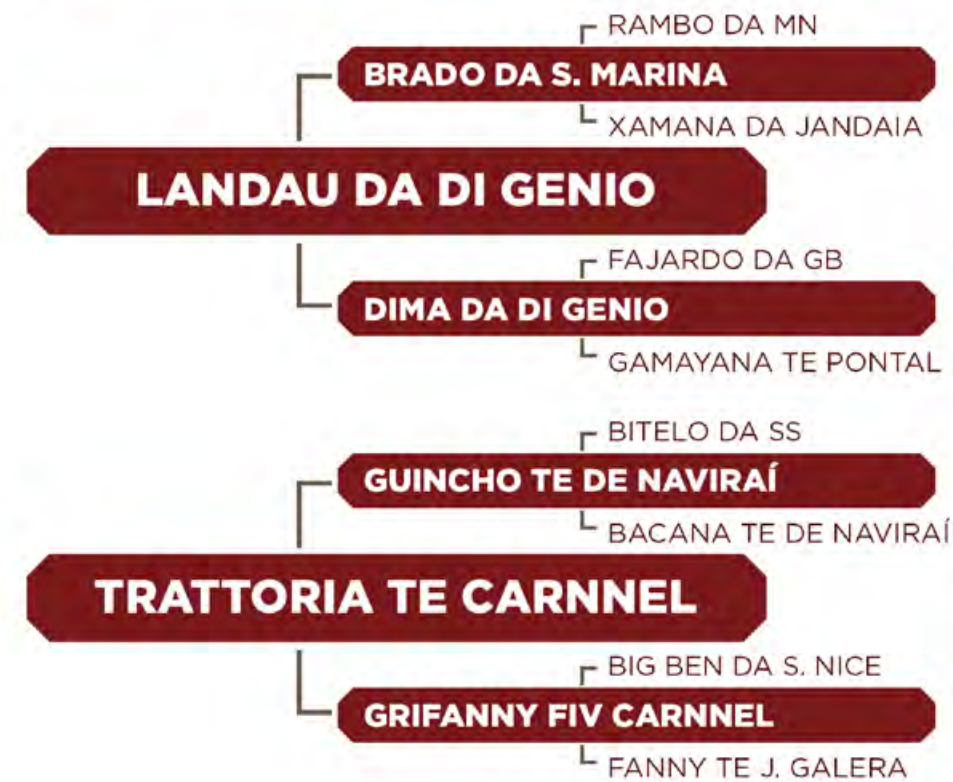 RAMBO DA MN
BRADO DA S. MARINA
XAMANA DA JANDAIA
LANDAU DA DI GENIO
FAJARDO DA GB
DIMA DA DI GENIO
GAMAYANA TE PONTAL
BITELO DA SS
GUINCHO TE DE NAVIRAÍ
BACANA TE DE NAVIRAÍ
TRATTORIA TE CARNNEL
BIG BEN DA S. NICE
GRIFANNY FIV CARNNEL
FANNY TE J. GALERA